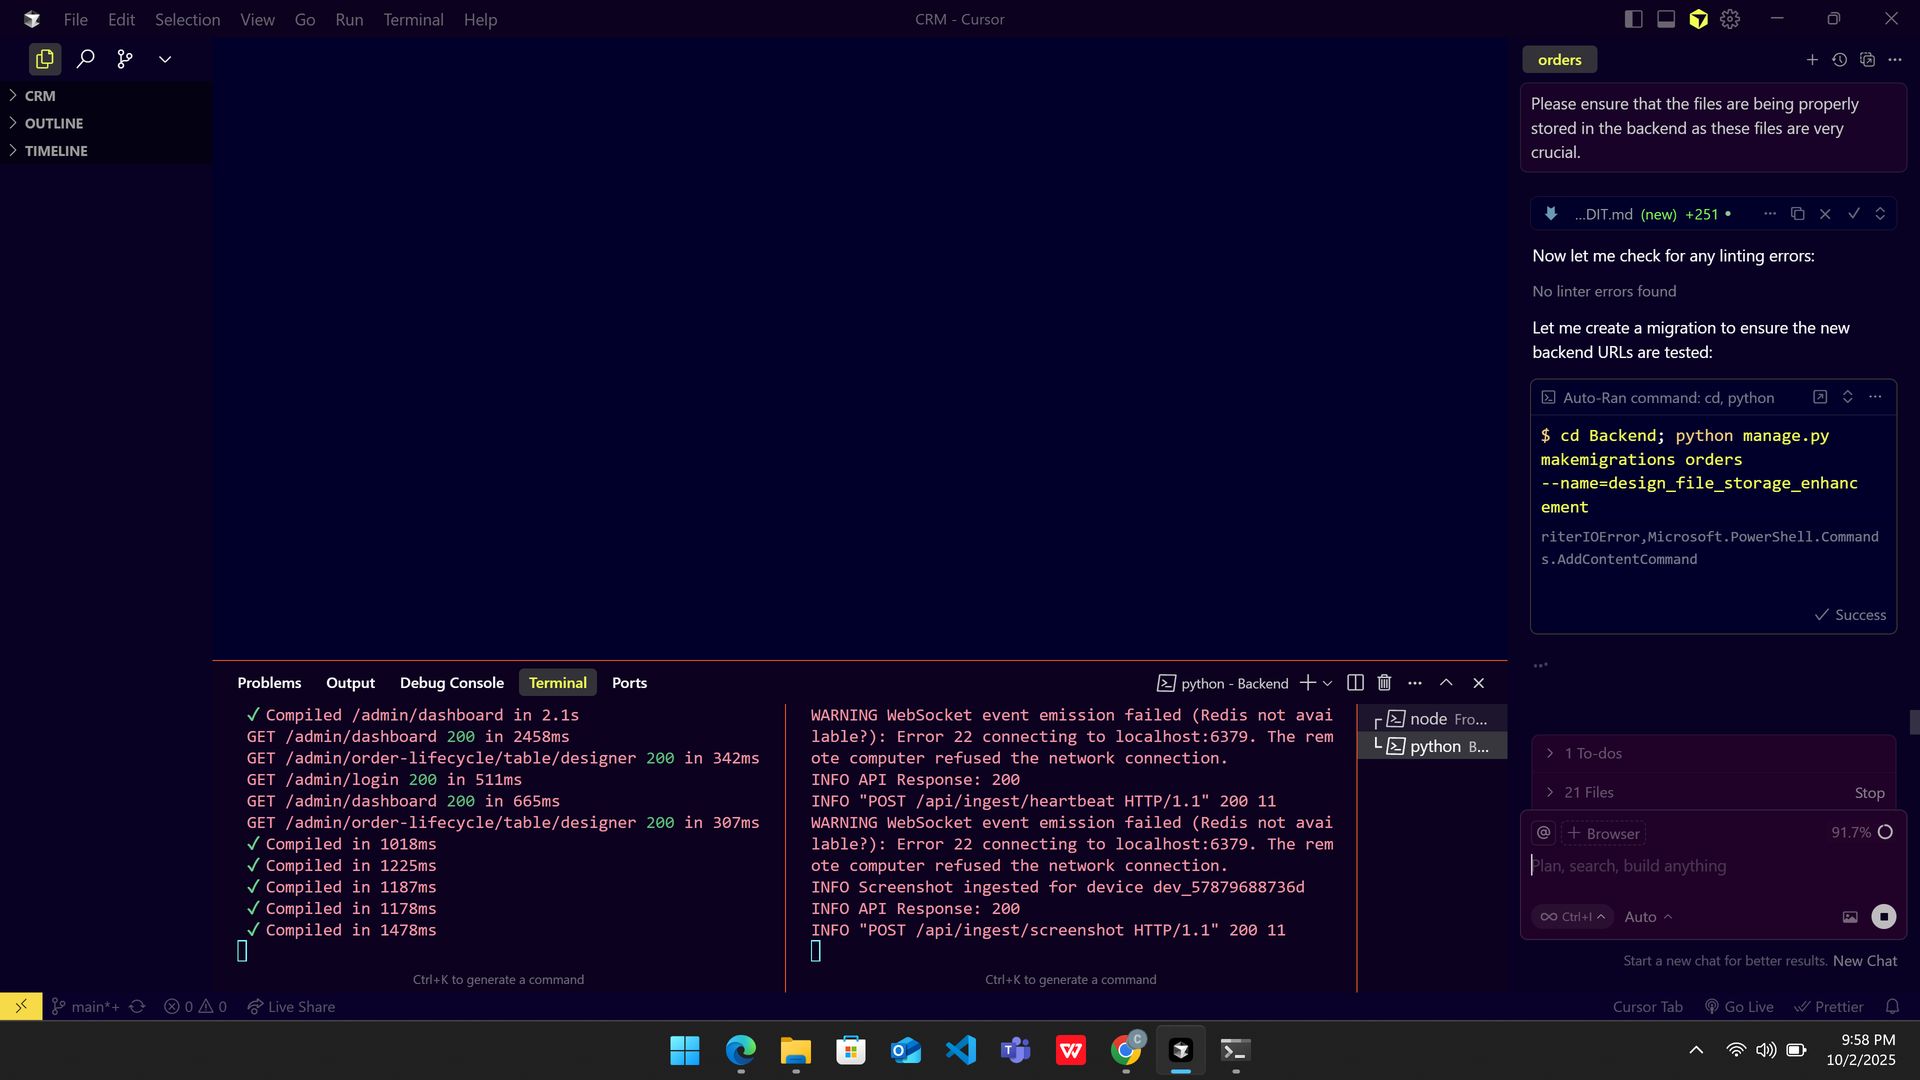 File Edit Selection View Go Run Terminal Help
CRM - Cursor
CRM
OUTLINE
TIMELINE
orders
Please ensure that the files are being properly
stored in the backend as these files are very
crucial.
...DIT.md (new) +251 •
Now let me check for any linting errors:
No linter errors found
Let me create a migration to ensure the new
backend URLs are tested:
Auto-Ran command: cd, python
$ cd Backend; python manage.py
makemigrations orders
--name=design_file_storage_enhanc
ement
riterIOError,Microsoft.PowerShell.Command
s.AddContentCommand
Success
1 To-dos
21 Files Stop
@ + Browser 91.7%
Plan, search, build anything
∞ Ctrl+I Auto
Start a new chat for better results. New Chat
Problems Output Debug Console Terminal Ports
python - Backend
✓ Compiled /admin/dashboard in 2.1s
GET /admin/dashboard 200 in 2458ms
GET /admin/order-lifecycle/table/designer 200 in 342ms
GET /admin/login 200 in 511ms
GET /admin/dashboard 200 in 665ms
GET /admin/order-lifecycle/table/designer 200 in 307ms
✓ Compiled in 1018ms
✓ Compiled in 1225ms
✓ Compiled in 1187ms
✓ Compiled in 1178ms
✓ Compiled in 1478ms
Ctrl+K to generate a command
WARNING WebSocket event emission failed (Redis not avai
lable?): Error 22 connecting to localhost:6379. The rem
ote computer refused the network connection.
INFO API Response: 200
INFO "POST /api/ingest/heartbeat HTTP/1.1" 200 11
WARNING WebSocket event emission failed (Redis not avai
lable?): Error 22 connecting to localhost:6379. The rem
ote computer refused the network connection.
INFO Screenshot ingested for device dev_57879688736d
INFO API Response: 200
INFO "POST /api/ingest/screenshot HTTP/1.1" 200 11
Ctrl+K to generate a command
node Fro...
python B...
main*+ 0 0 Live Share
Cursor Tab Go Live Prettier
9:58 PM
10/2/2025